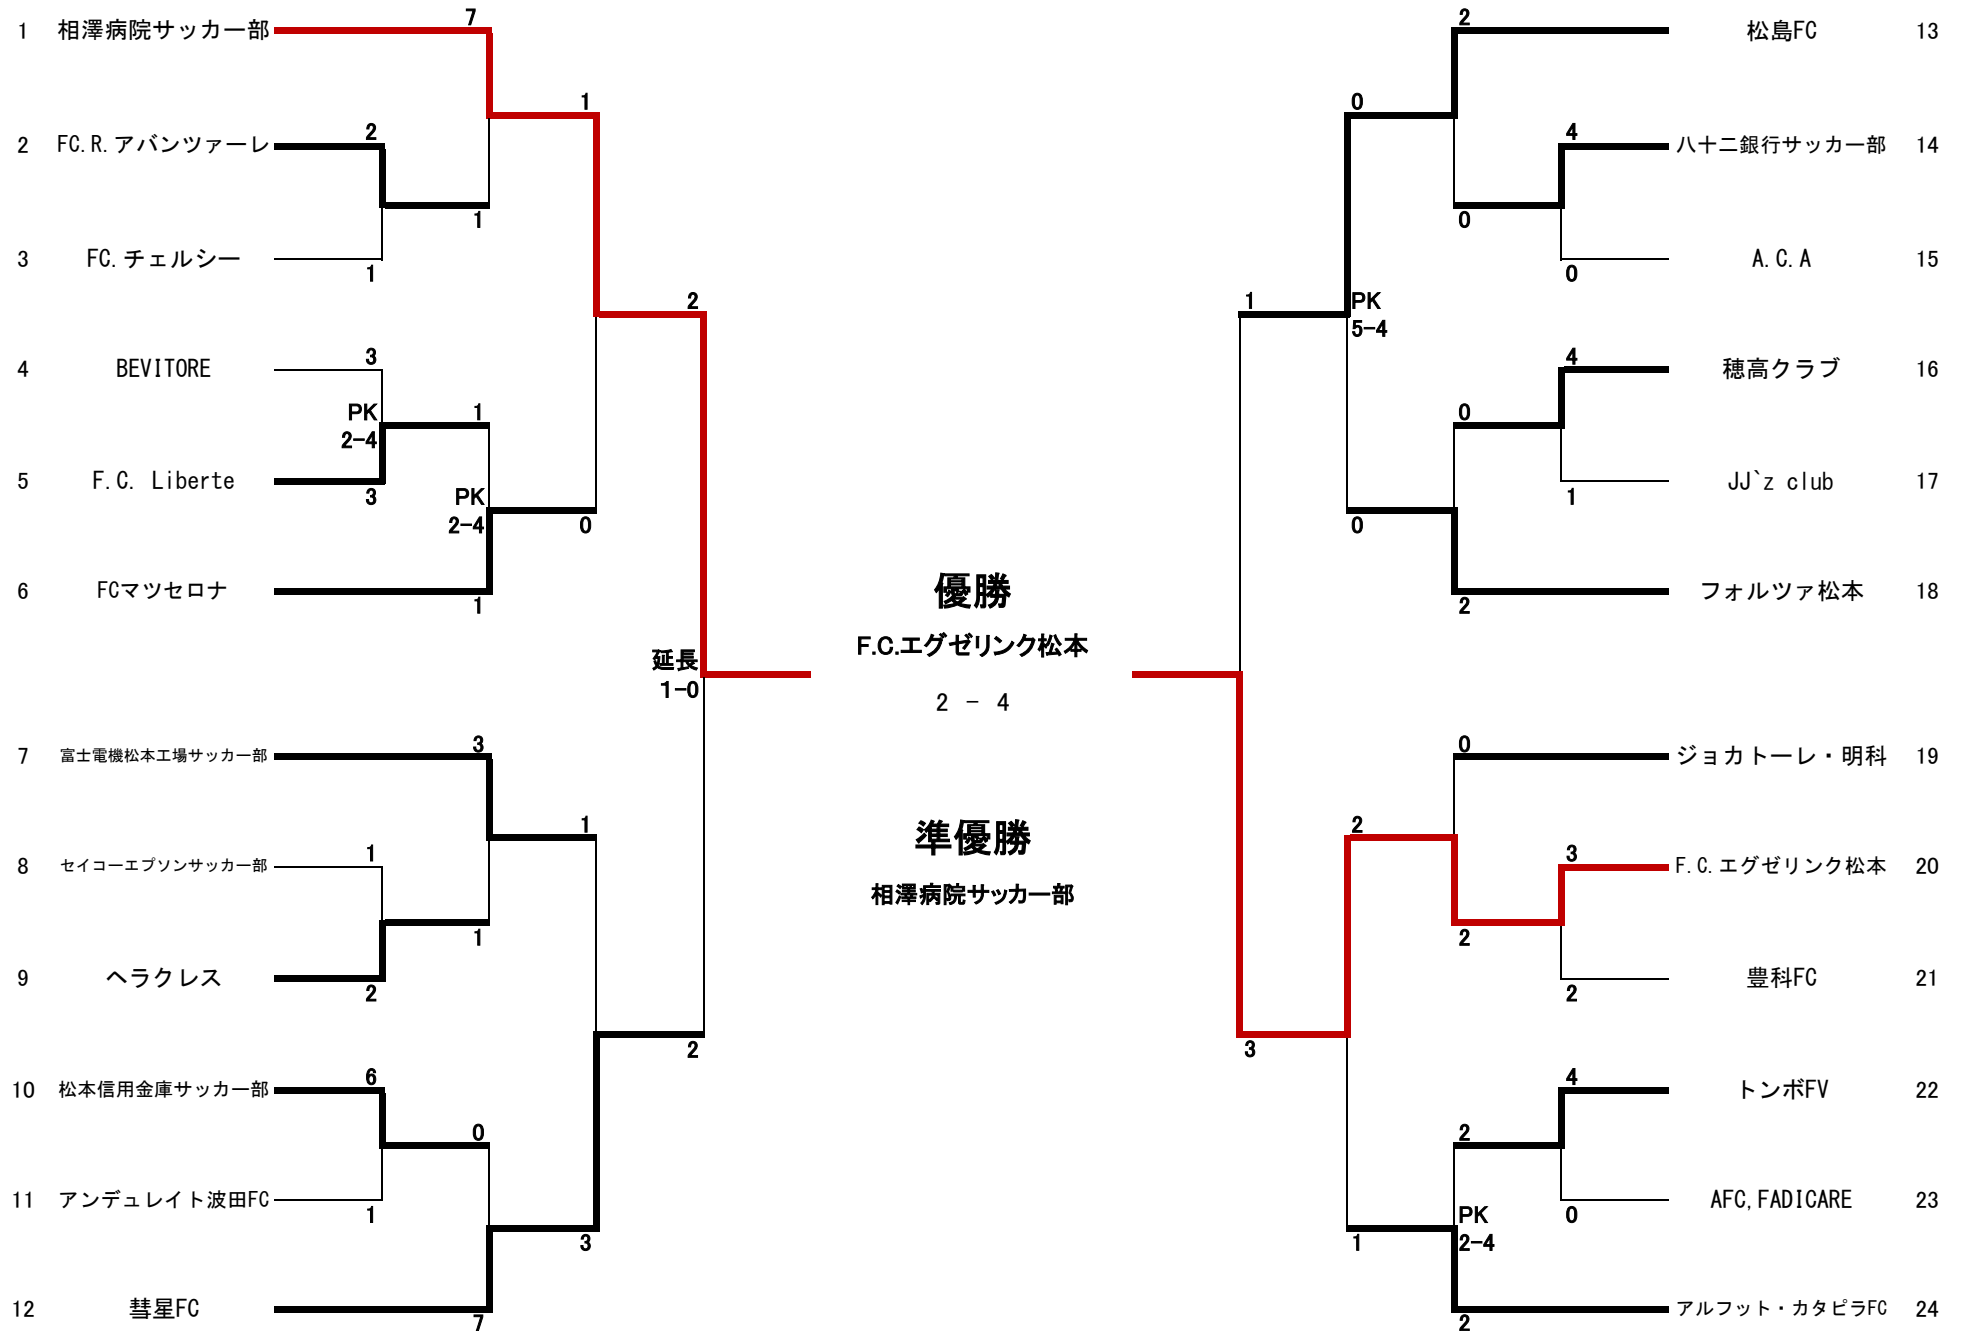 7
2
1 相澤病院サッカー部
松島FC 13
1
0
2 FC.R.アバンツァーレ
2
4
八十二銀行サッカー部 14
1
0
3 FC.チェルシー
1
0
A.C.A 15
2
1
PK
5-4
4 BEVITORE
3
4
穂高クラブ 16
PK
2-4
1
0
5 F.C. Liberte
3
1
JJ`z club 17
PK
2-4
0
0
6 FCマツセロナ
1
2
フォルツァ松本 18
優勝
F.C.エグゼリンク松本
延長
1-0
2 - 4
7 富士電機松本工場サッカー部
3
0
ジョカトーレ・明科 19
1
2
準優勝
8 セイコーエプソンサッカー部
1
3
F.C.エグゼリンク松本 20
相澤病院サッカー部
1
2
9 ヘラクレス
2
2
豊科FC 21
2
3
10 松本信用金庫サッカー部
6
4
トンボFV 22
0
2
11 アンデュレイト波田FC
1
0
AFC,FADICARE 23
PK
2-4
3
1
12 彗星FC
7
2
アルフット・カタピラFC 24